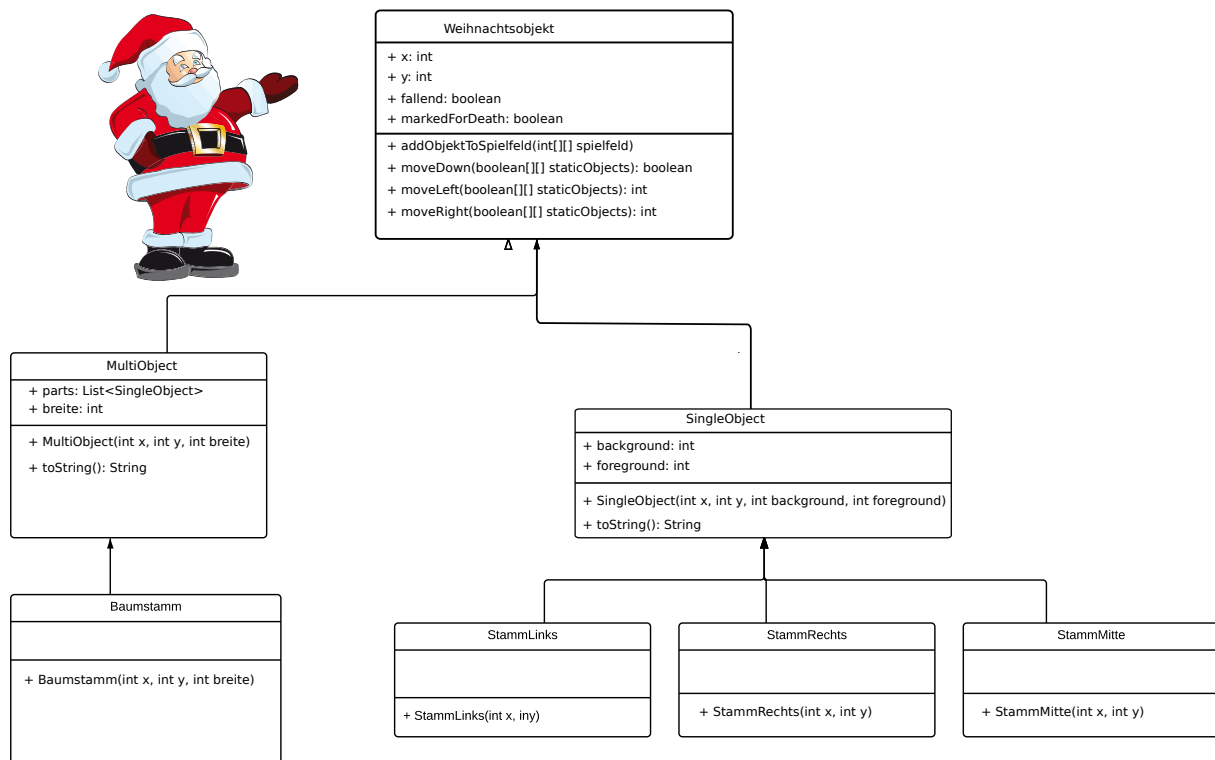 Weihnachtsobjekt
+ x: int
+ y: int
+ fallend: boolean
+ markedForDeath: boolean
+ addObjektToSpielfeld(int[][] spielfeld)
+ moveDown(boolean[][] staticObjects): boolean
+ moveLeft(boolean[][] staticObjects): int
+ moveRight(boolean[][] staticObjects): int
MultiObject
+ parts: List<SingleObject>
+ breite: int
+ MultiObject(int x, int y, int breite)
+ toString(): String
SingleObject
+ background: int
+ foreground: int
+ SingleObject(int x, int y, int background, int foreground)
+ toString(): String
Baumstamm
+ Baumstamm(int x, int y, int breite)
StammLinks
+ StammLinks(int x, iny)
StammRechts
+ StammRechts(int x, int y)
StammMitte
+ StammMitte(int x, int y)